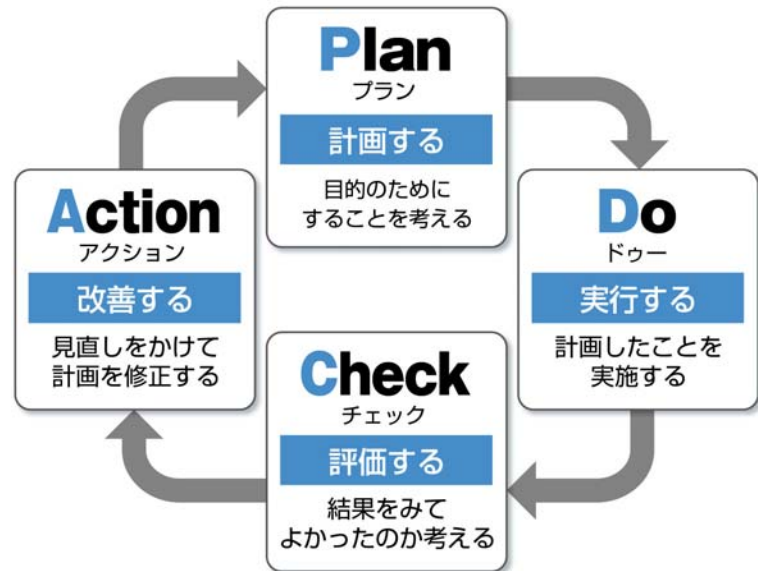 Plan
プラン
計画する
目的のために
することを考える
Do
ドゥー
実行する
計画したことを
実施する
Check
チェック
評価する
結果をみて
よかったのか考える
Action
アクション
改善する
見直しをかけて
計画を修正する